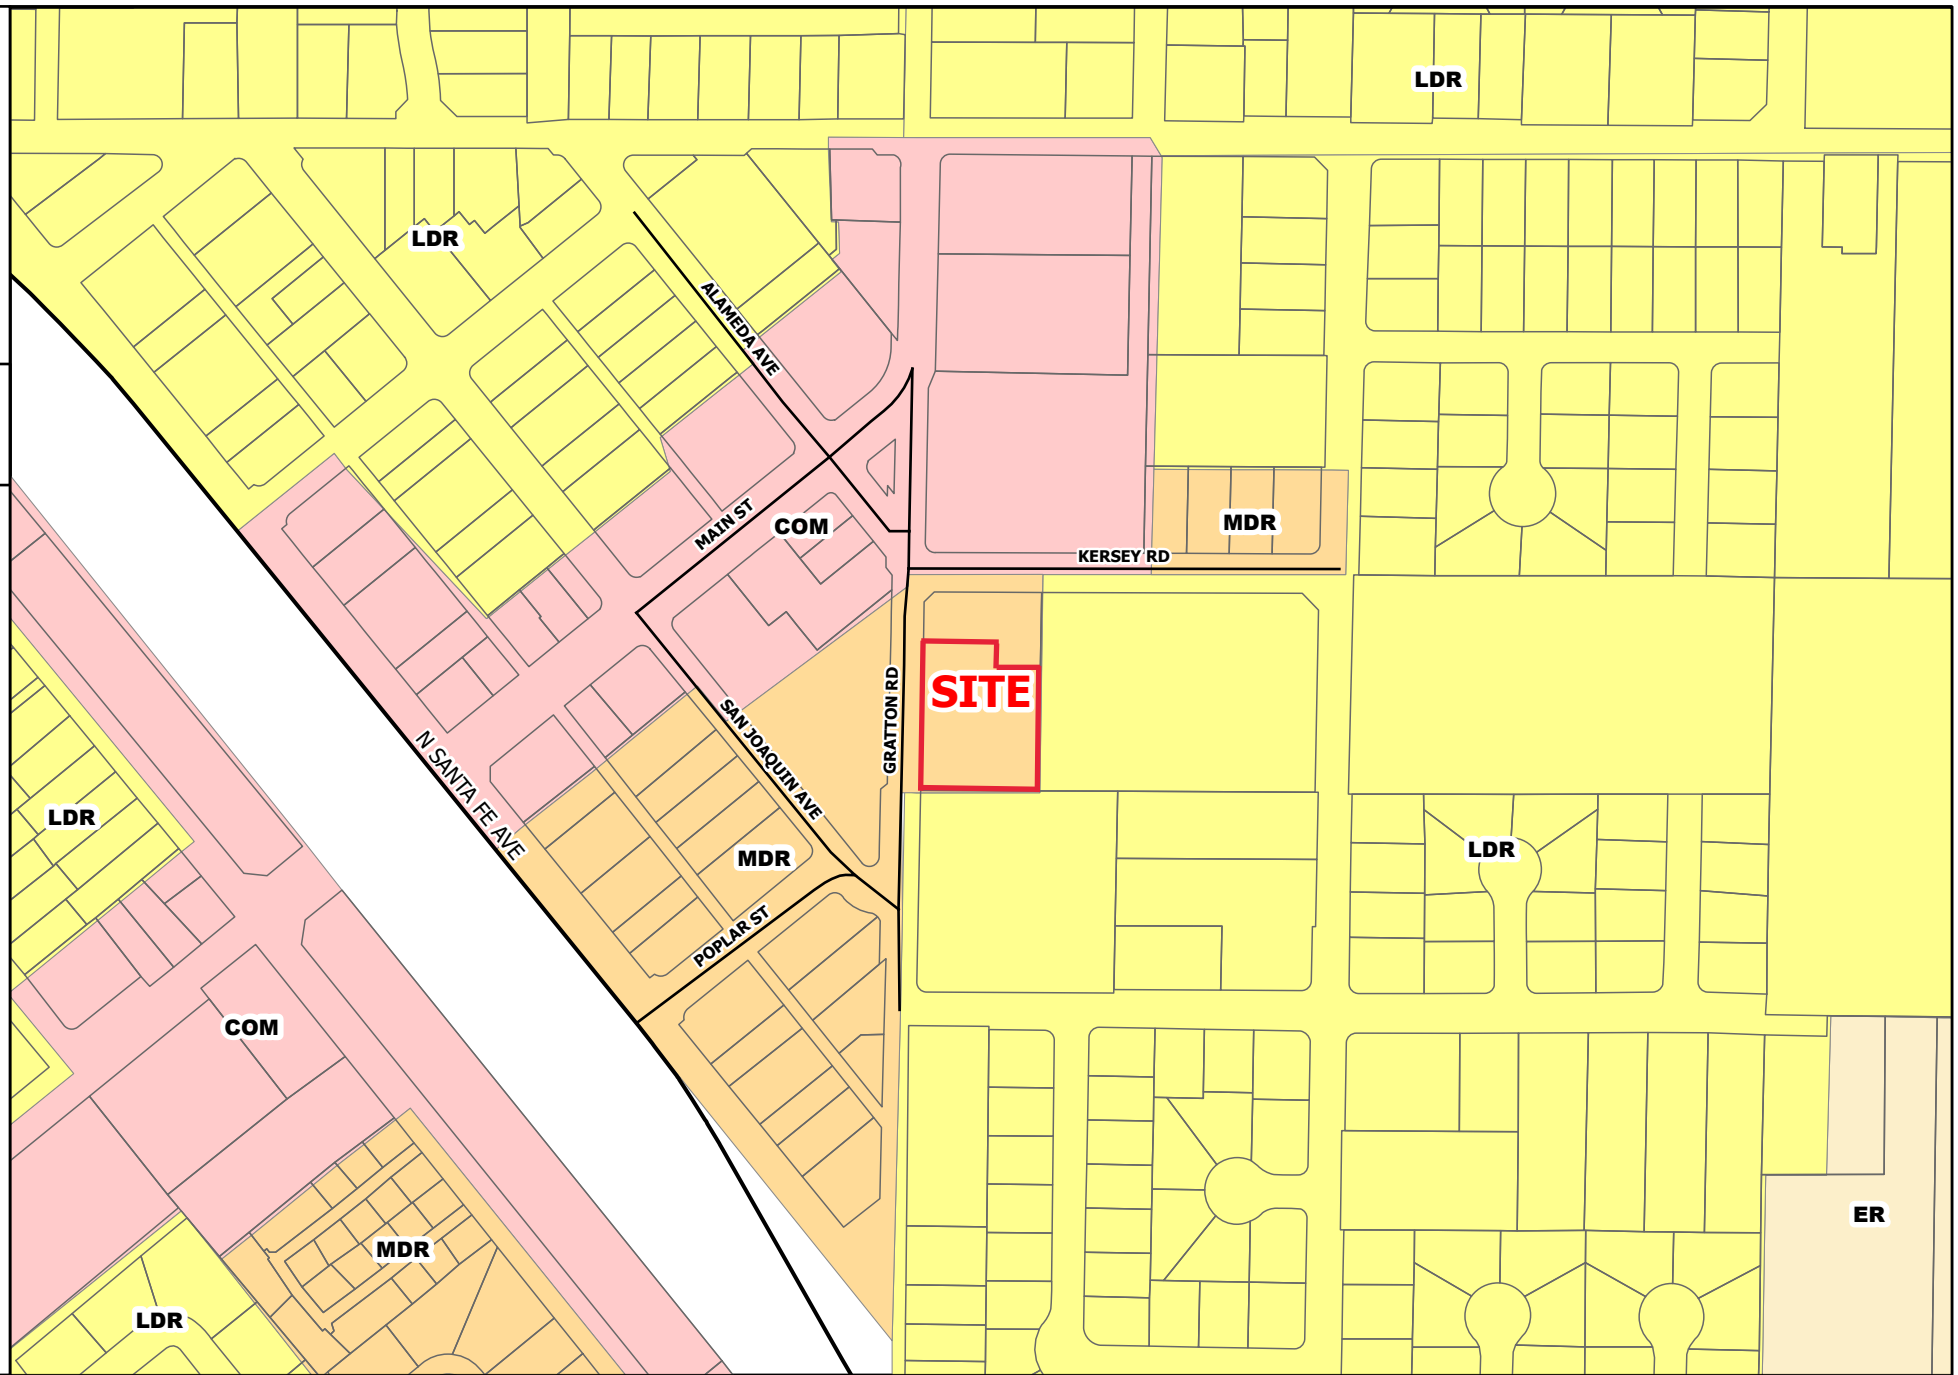 LDR
LDR
ALAMEDA AVE
MAIN ST
COM
MDR
KERSEY RD
SITE
GRATTON RD
SAN JOAQUIN AVE
N SANTA FE AVE
LDR
MDR
LDR
POPLAR ST
COM
ER
MDR
LDR